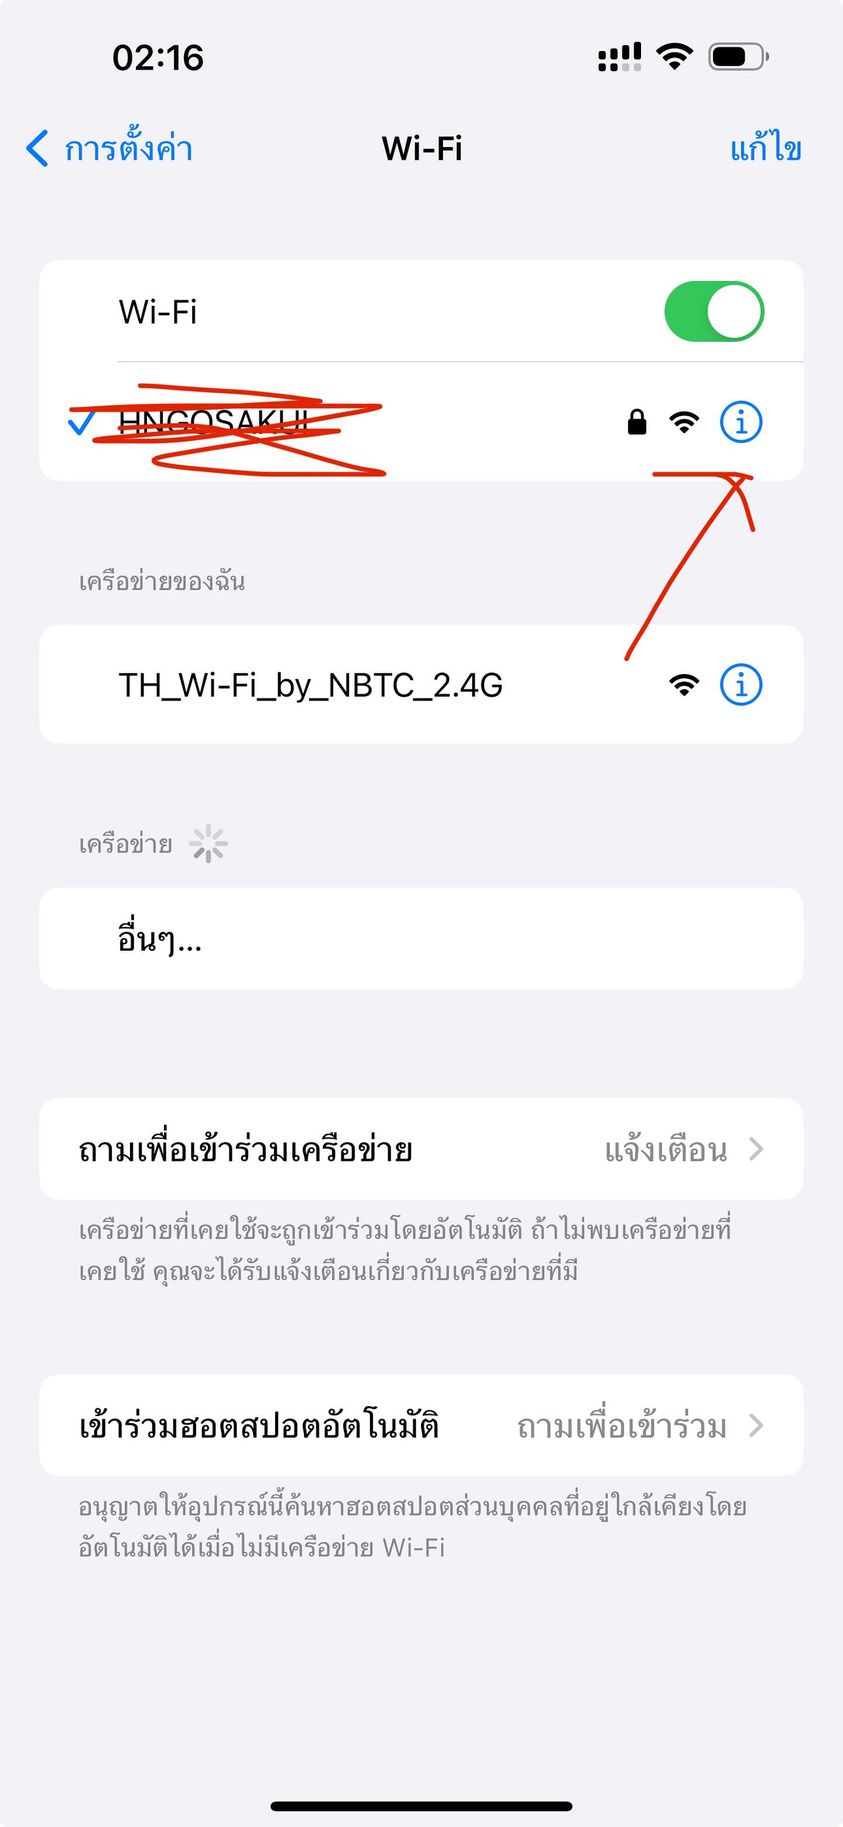 02:16
การตั้งค่า
Wi-Fi
แก้ไข
Wi-Fi
เครือข่ายของฉัน
TH_Wi-Fi_by_NBTC_2.4G
เครือข่าย
อื่นๆ...
ถามเพื่อเข้าร่วมเครือข่าย
แจ้งเตือน
เครือข่ายที่เคยใช้จะถูกเข้าร่วมโดยอัตโนมัติ ถ้าไม่พบเครือข่ายที่
เคยใช้ คุณจะได้รับแจ้งเตือนเกี่ยวกับเครือข่ายที่มี
เข้าร่วมฮอตสปอตอัตโนมัติ
ถามเพื่อเข้าร่วม
อนุญาตให้อุปกรณ์นี้ค้นหาฮอตสปอตส่วนบุคคลที่อยู่ใกล้เคียงโดย
อัตโนมัติได้เมื่อไม่มีเครือข่าย Wi-Fi